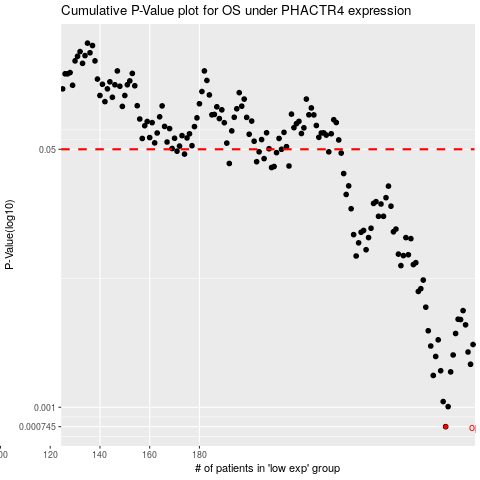 Cumulative P-Value plot for OS under PHACTR4 expression
P-Value(log10)
0.05
0.001
0.000745
00 120 140 160 180
# of patients in 'low exp' group